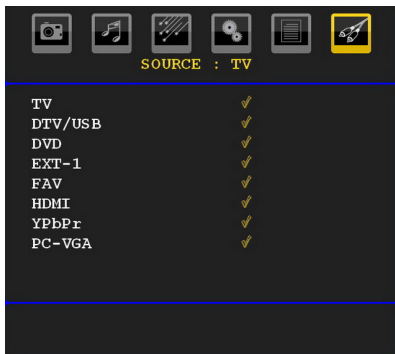 SOURCE : TV
TV
DTV/USB
DVD
EXT-1
FAV
HDMI
YPbPr
PC-VGA